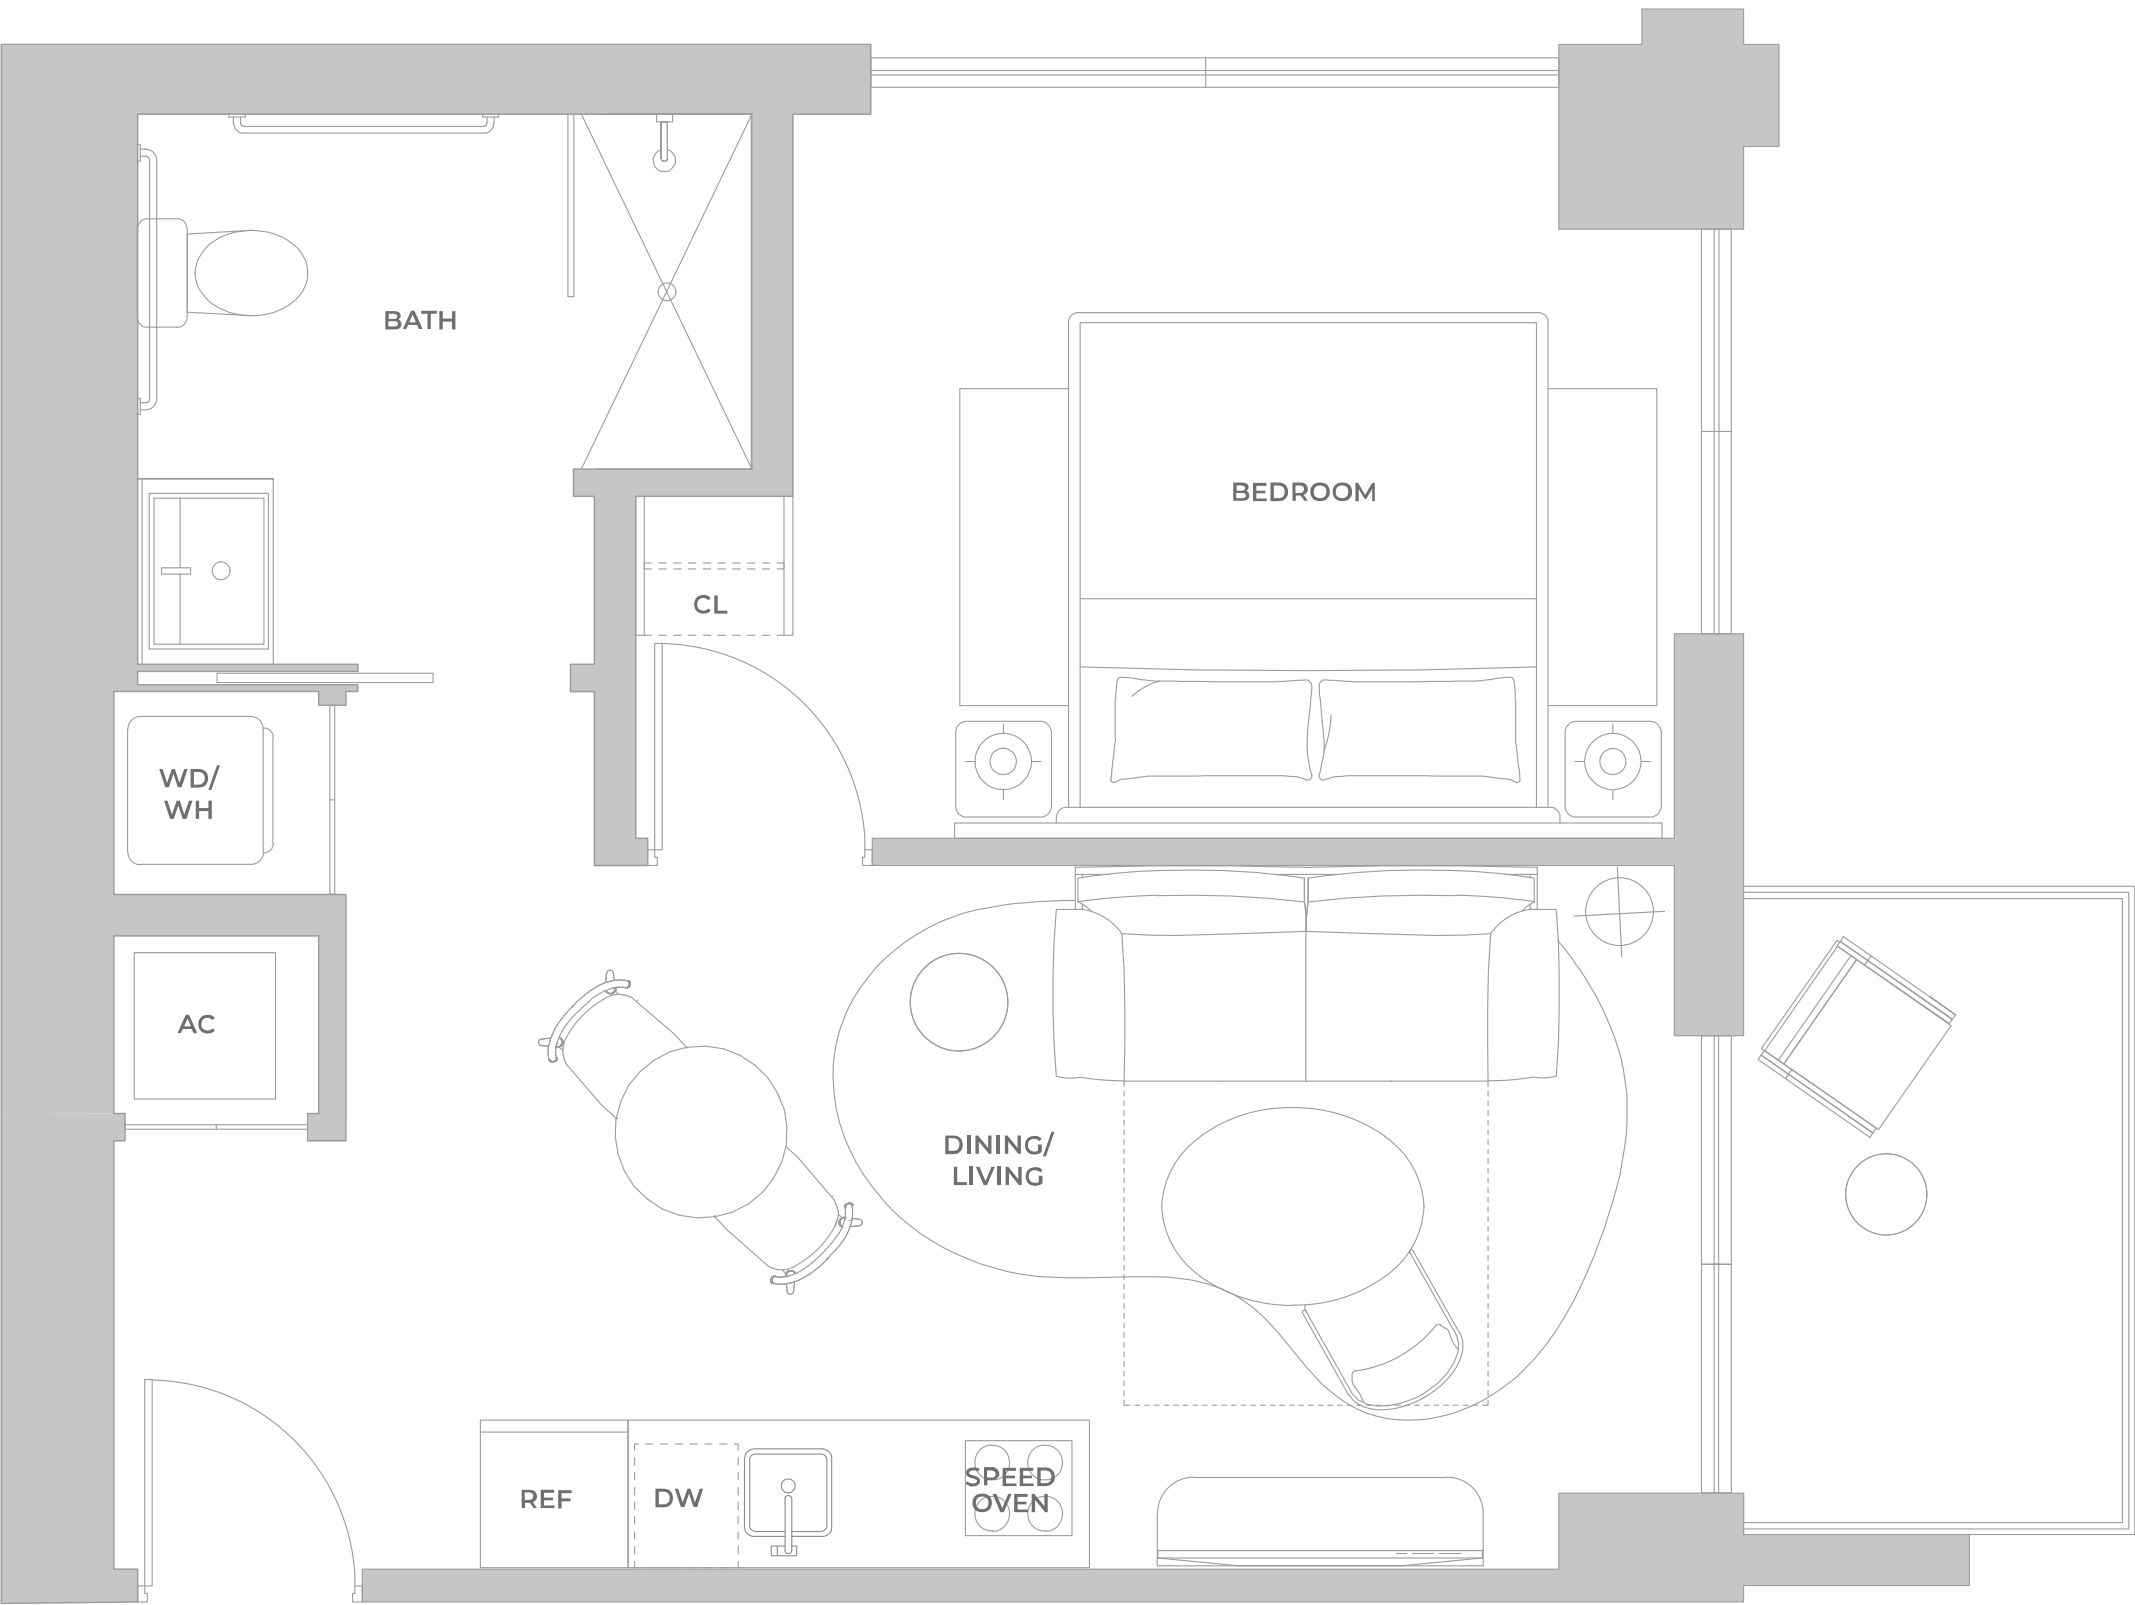 BATH
BEDROOM
CL
WD/
WH
AC
DINING/
LIVING
REF
DW
SPEED
OVEN